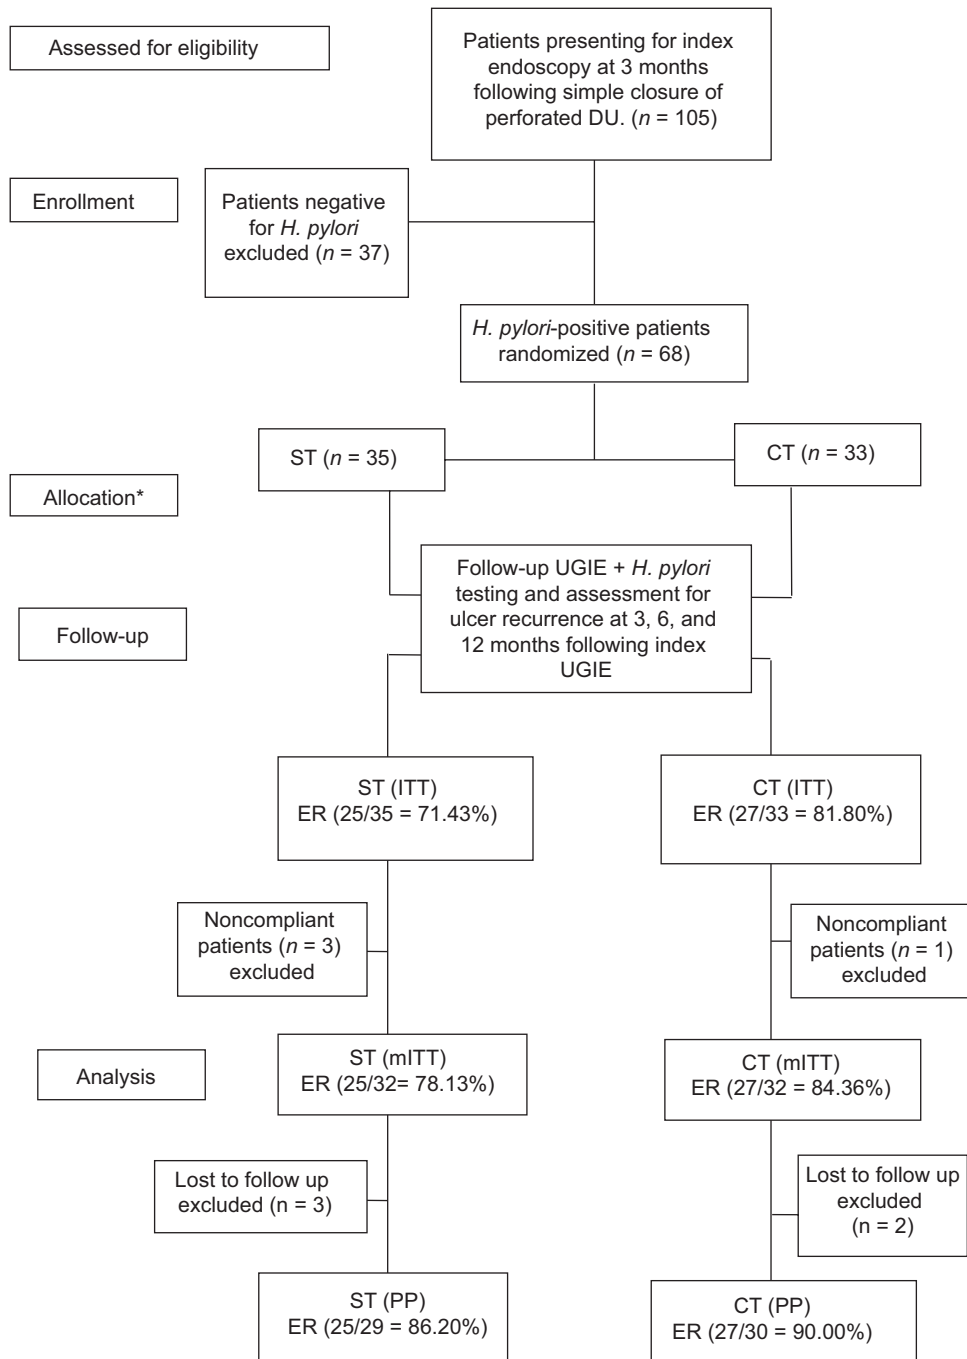 Assessed for eligibility
Patients presenting for index
endoscopy at 3 months
following simple closure of
perforated DU. (n = 105)
Enrollment
Patients negative
for H. pylori
excluded (n = 37)
H. pylori-positive patients
randomized (n = 68)
ST (n = 35)
CT (n = 33)
Allocation*
Follow-up UGIE + H. pylori
testing and assessment for
ulcer recurrence at 3, 6, and
12 months following index
UGIE
Follow-up
ST (ITT)
ER (25/35 = 71.43%)
CT (ITT)
ER (27/33 = 81.80%)
Noncompliant
patients (n = 3)
excluded
Noncompliant
patients (n = 1)
excluded
Analysis
ST (mITT)
ER (25/32= 78.13%)
CT (mITT)
ER (27/32 = 84.36%)
Lost to follow up
excluded (n = 3)
Lost to follow up
excluded
(n = 2)
ST (PP)
ER (25/29 = 86.20%)
CT (PP)
ER (27/30 = 90.00%)